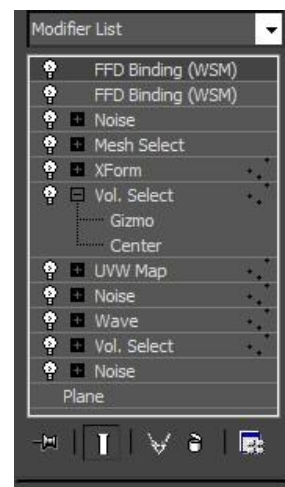 Modifier List
FFD Binding (WSM)
FFD Binding (WSM)
Noise
Mesh Select
XForm
Vol. Select
Gizmo
Center
UVW Map
Noise
Wave
Vol. Select
Noise
Plane